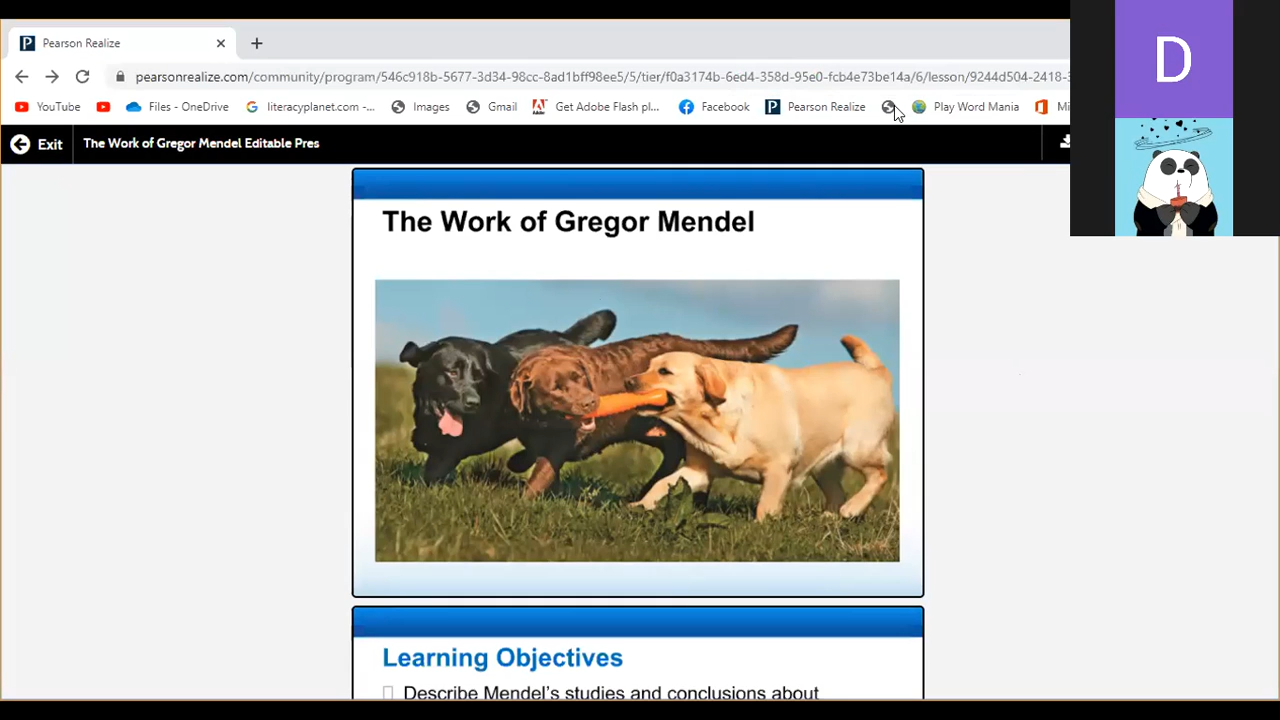 Pearson Realize
pearsonrealize.com/community/program/546c918b-5677-3d34-98cc-8ad1bff98ee5/5/tier/f0a3174b-6ed4-358d-95e0-fcb4e73be14a/6/lesson/9244d504-2418-3
YouTube Files - OneDrive literacyplanet.com -... Images Gmail Get Adobe Flash pl... Facebook Pearson Realize Play Word Mania Mi
Exit The Work of Gregor Mendel Editable Pres
D
The Work of Gregor Mendel
Learning Objectives
Describe Mendel's studies and conclusions about